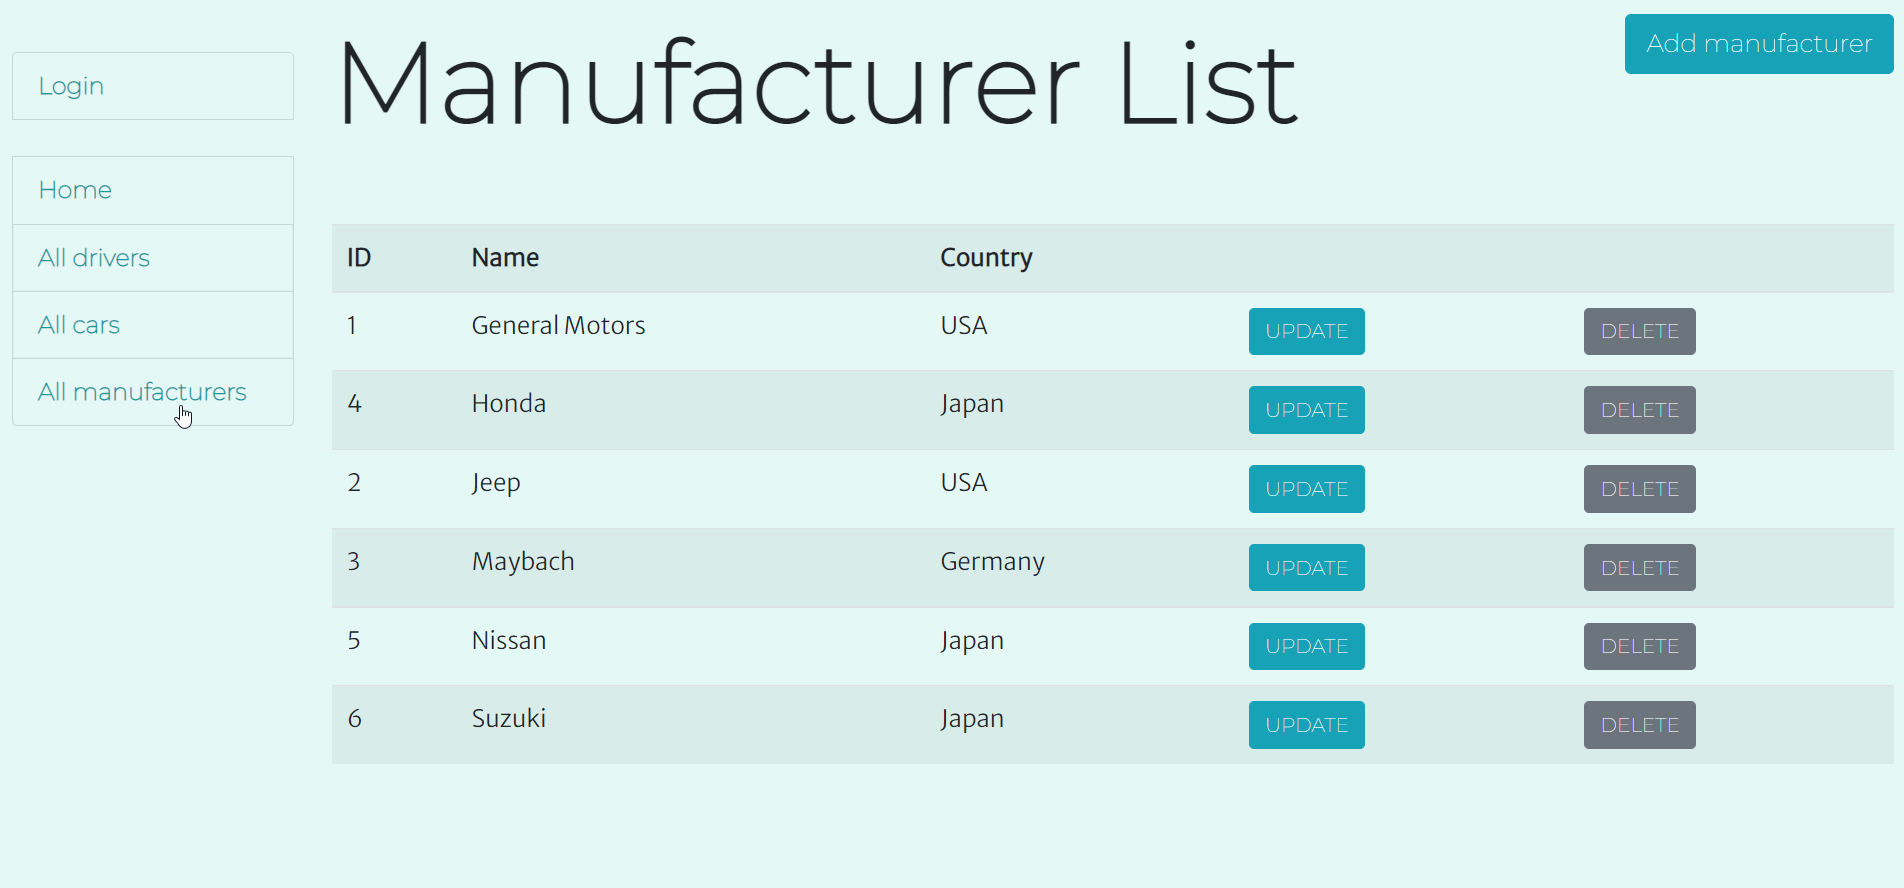 Login
Home
All drivers
All cars
All manufacturers
Manufacturer List
Add manufacturer
ID Name Country
1 General Motors USA UPDATE DELETE
4 Honda Japan UPDATE DELETE
2 Jeep USA UPDATE DELETE
3 Maybach Germany UPDATE DELETE
5 Nissan Japan UPDATE DELETE
6 Suzuki Japan UPDATE DELETE